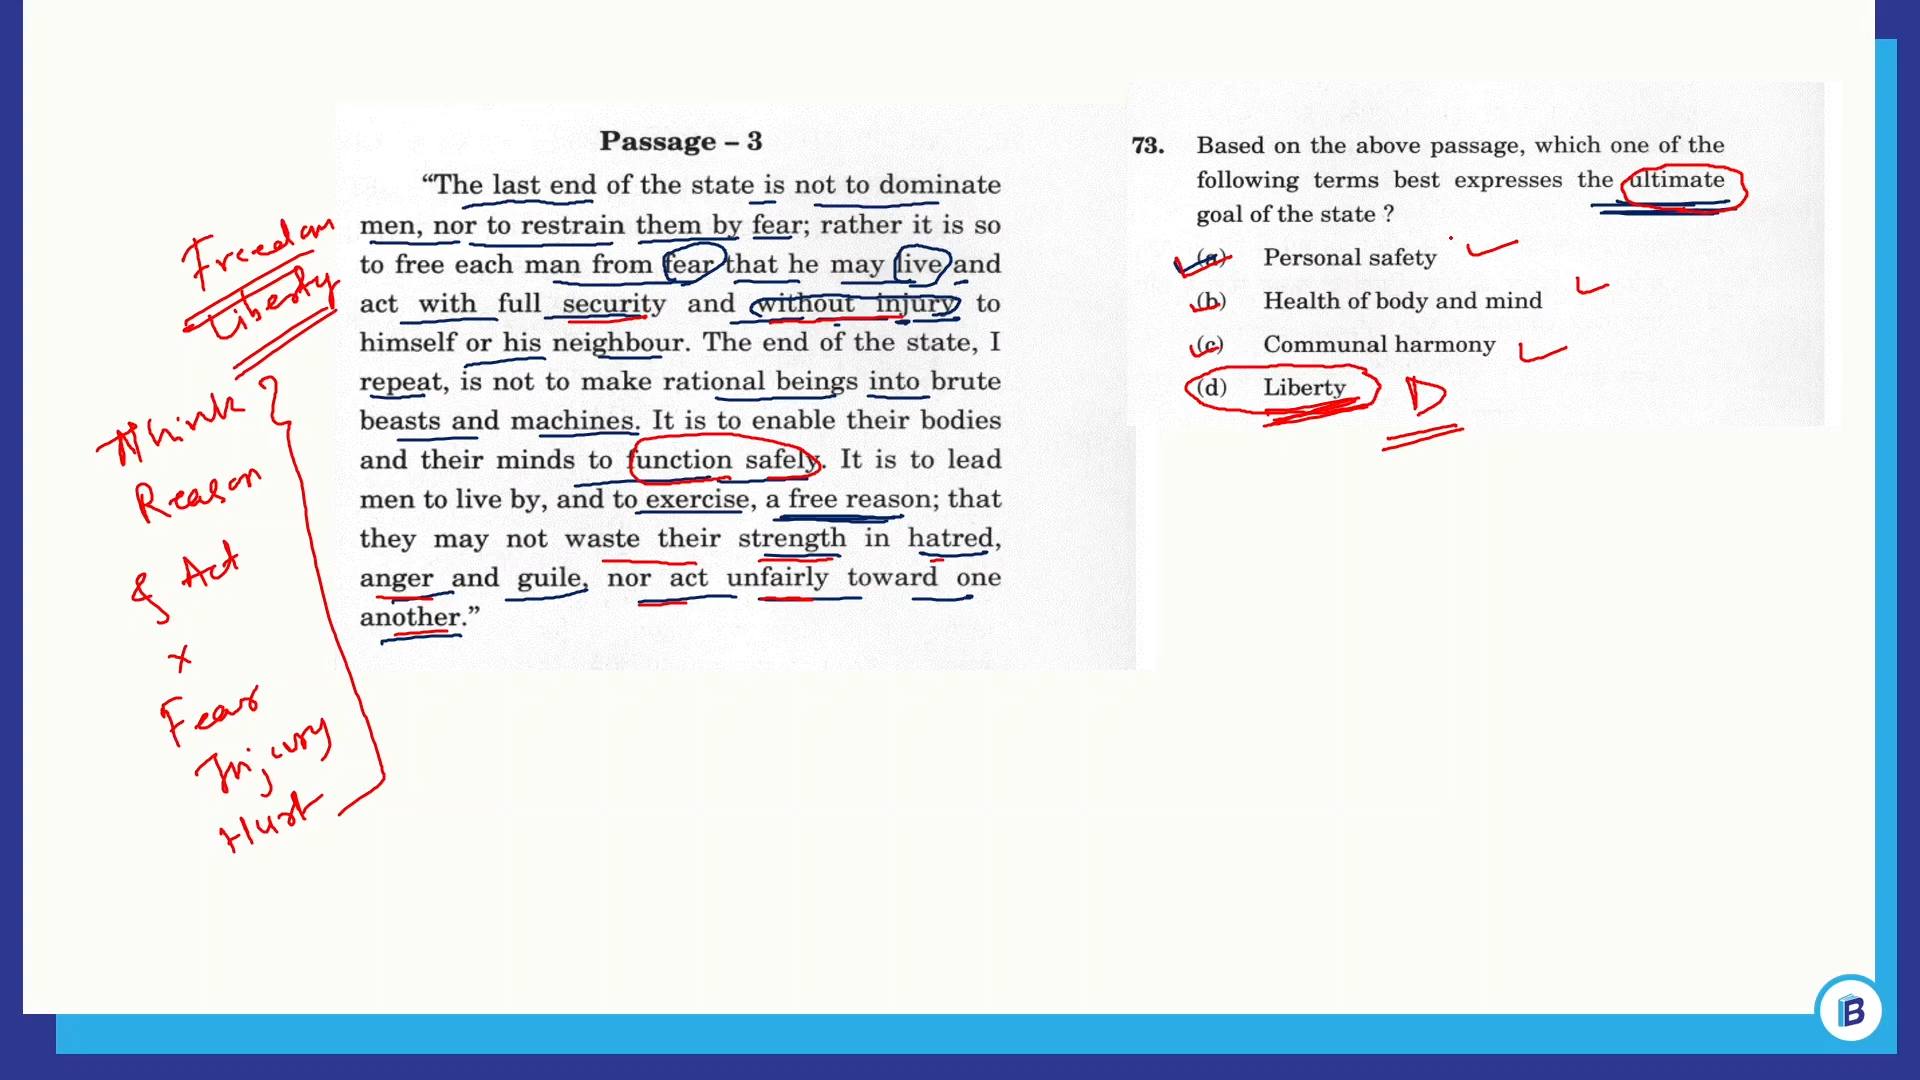 Passage – 3
“The last end of the state is not to dominate
men, nor to restrain them by fear; rather it is so
to free each man from fear that he may live and
act with full security and without injury to
himself or his neighbour. The end of the state, I
repeat, is not to make rational beings into brute
beasts and machines. It is to enable their bodies
and their minds to function safely. It is to lead
men to live by, and to exercise, a free reason; that
they may not waste their strength in hatred,
anger and guile, nor act unfairly toward one
another.”
73. Based on the above passage, which one of the
following terms best expresses the ultimate
goal of the state ?
(a) Personal safety
(b) Health of body and mind
(c) Communal harmony
(d) Liberty D
Freedom
Liberty
Think
Reason
& Act
x
Fear
Injury
Hurt
B